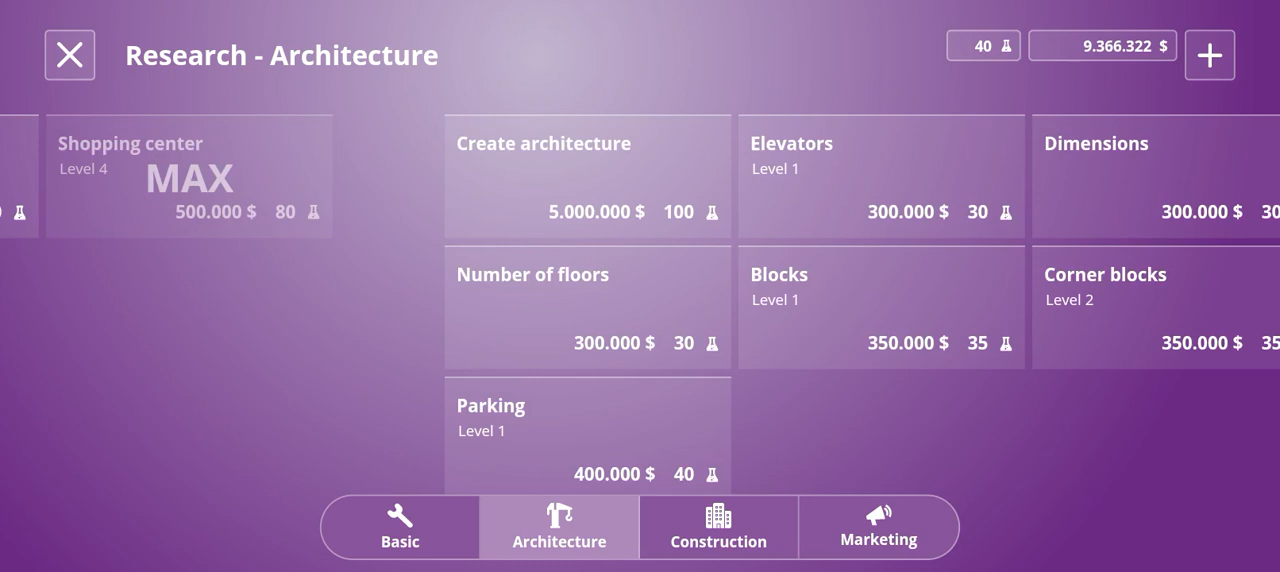 Research - Architecture
40
9.366.322 $
Shopping center
Level 4
MAX
500.000 $ 80
Create architecture
5.000.000 $ 100
Elevators
Level 1
300.000 $ 30
Dimensions
300.000 $ 30
Number of floors
300.000 $ 30
Blocks
Level 1
350.000 $ 35
Corner blocks
Level 2
350.000 $ 35
Parking
Level 1
400.000 $ 40
Basic
Architecture
Construction
Marketing